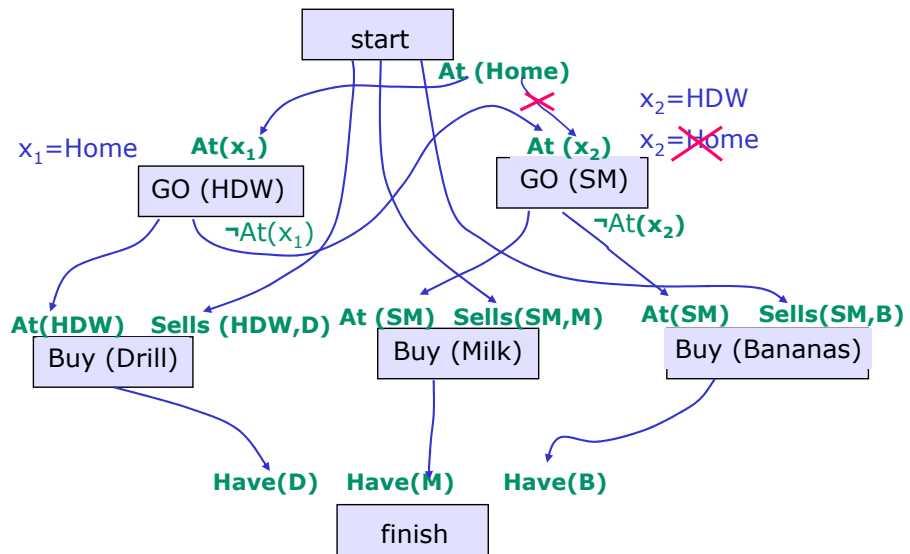 start
At (Home)
x₂=HDW
x₁=Home
At(x₁)
At (x₂)
x₂=Home
GO (HDW)
GO (SM)
¬At(x₁)
¬At(x₂)
At(HDW)
Sells (HDW,D)
At (SM)
Sells(SM,M)
At(SM)
Sells(SM,B)
Buy (Drill)
Buy (Milk)
Buy (Bananas)
Have(D)
Have(M)
Have(B)
finish